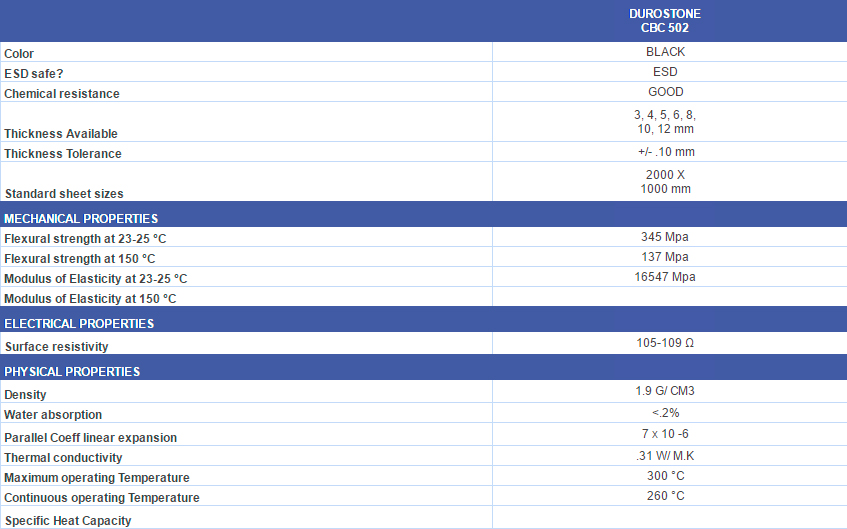 DUROSTONE
CBC 502
Color BLACK
ESD safe? ESD
Chemical resistance GOOD
3, 4, 5, 6, 8,
Thickness Available 10, 12 mm
Thickness Tolerance +/- .10 mm
2000 X
Standard sheet sizes 1000 mm
MECHANICAL PROPERTIES
Flexural strength at 23-25 °C 345 Mpa
Flexural strength at 150 °C 137 Mpa
Modulus of Elasticity at 23-25 °C 16547 Mpa
Modulus of Elasticity at 150 °C
ELECTRICAL PROPERTIES
Surface resistivity 105-109 Ω
PHYSICAL PROPERTIES
Density 1.9 G/ CM3
Water absorption <.2%
Parallel Coeff linear expansion 7 x 10 -6
Thermal conductivity .31 W/ M.K
Maximum operating Temperature 300 °C
Continuous operating Temperature 260 °C
Specific Heat Capacity